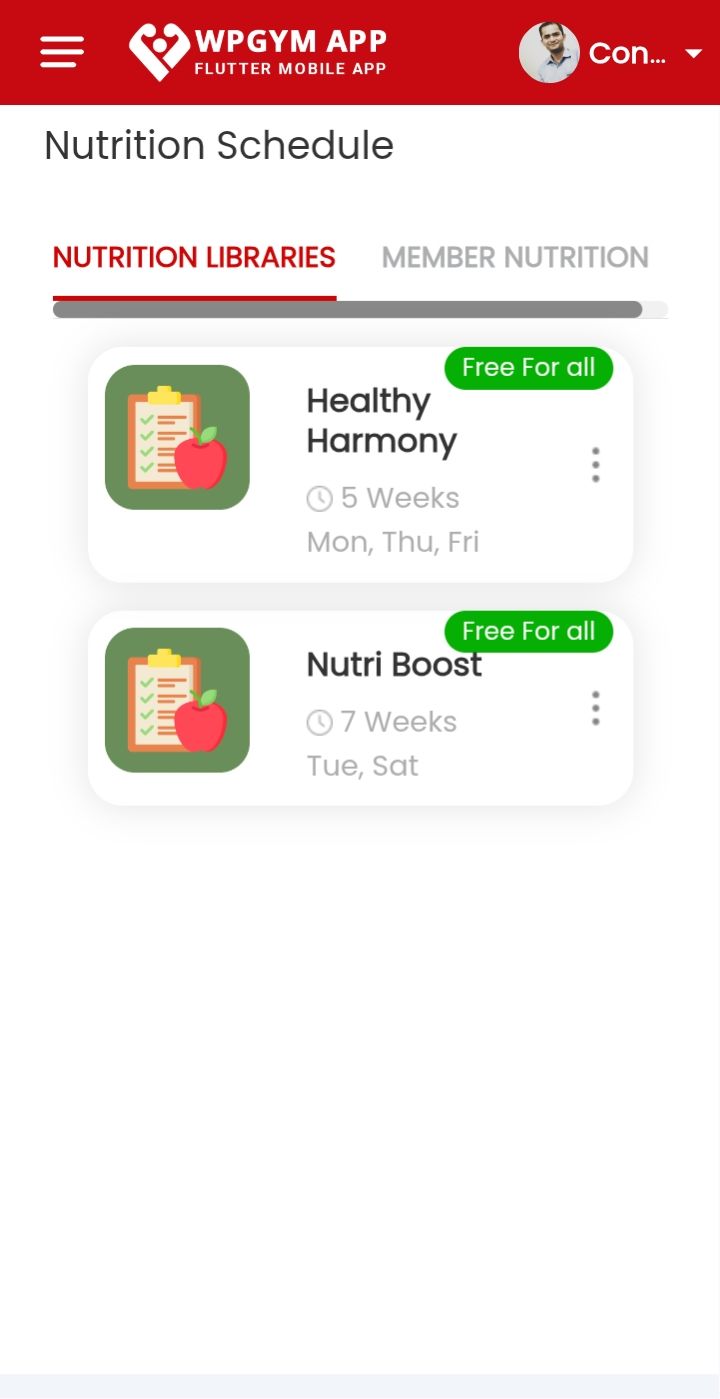 WPGYM APP
FLUTTER MOBILE APP
Con...
Nutrition Schedule
NUTRITION LIBRARIES
MEMBER NUTRITION
Free For all
Healthy
Harmony
5 Weeks
Mon, Thu, Fri
Free For all
Nutri Boost
7 Weeks
Tue, Sat